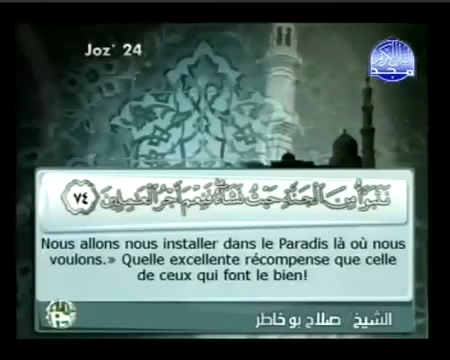 Joz' 24
مجد
نَتَبَوَّأُ مِنَ الْجَنَّةِ حَيْثُ نَشَاءُ فَنِعْمَ أَجْرُ الْعَامِلِينَ ٧٤
Nous allons nous installer dans le Paradis là où nous
voulons.» Quelle excellente récompense que celle
de ceux qui font le bien!
الشيخ / صلاح بو خاطر